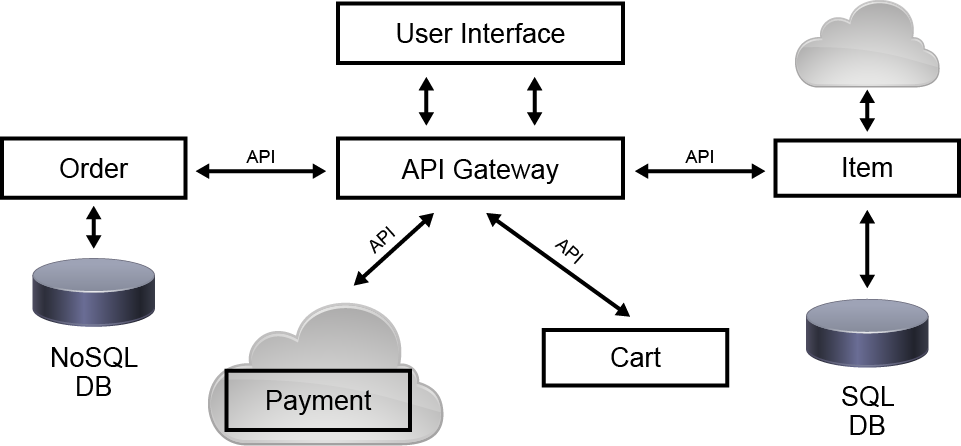 User Interface
Order
API
API Gateway
API
Item
API
API
NoSQL
DB
Payment
Cart
SQL
DB